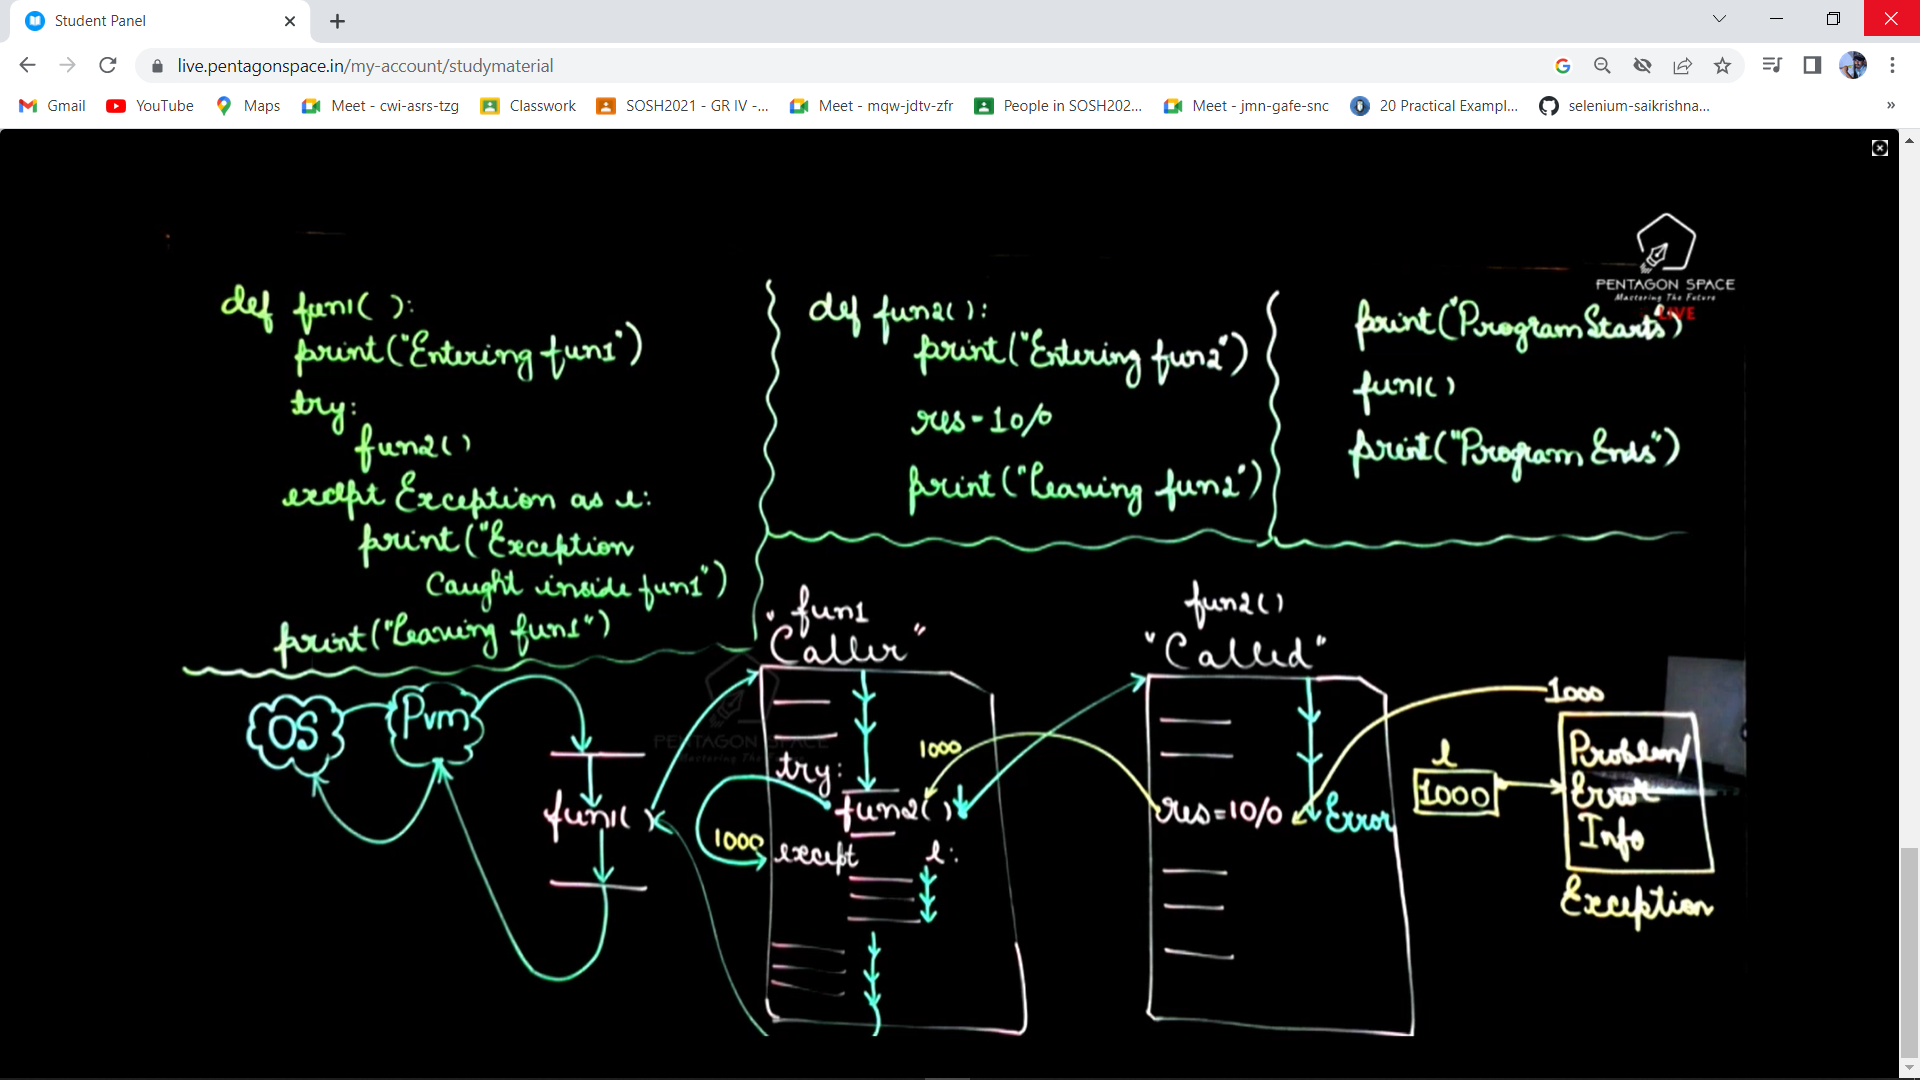 Student Panel
live.pentagonspace.in/my-account/studymaterial
Gmail
YouTube
Maps
Meet - cwi-asrs-tzg
Classwork
SOSH2021 - GR IV -...
Meet - mqw-jdtv-zfr
People in SOSH202...
Meet - jmn-gafe-snc
20 Practical Exampl...
selenium-saikrishna...
»
PENTAGON SPACE
Mastering The Future
LIVE
def fun1( ):
print("Entering fun1")
try:
fun2()
except Exception as e:
print("Exception
Caught inside fun1")
print("Leaving fun1")
def fun2():
print("Entering fun2")
res=10/0
print("Leaving fun2")
print("Program Starts")
fun1()
print("Program Ends")
OS
Pvm
fun1( )
fun1
"Caller"
try:
fun2( )
1000
1000
except e:
PENTAGON SPACE
Mastering The Future
fun2()
"Called"
res=10/0
Error
1000
e
1000
Problem/
Error
Info
Exception